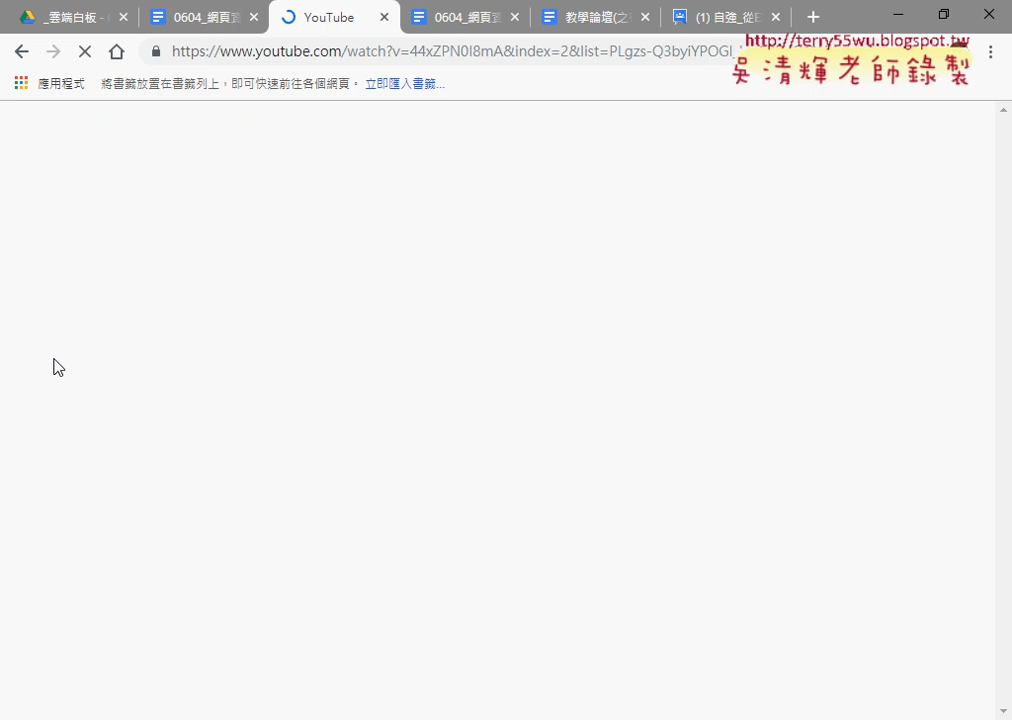 _雲端白板 - G
0604_網頁資
YouTube
0604_網頁資
教學論壇(之
(1) 自強_從E
https://www.youtube.com/watch?v=44xZPN0I8mA&index=2&list=PLgzs-Q3byiYPOGL
http://terry55wu.blogspot.tw
吳清輝老師錄製
應用程式 將書籤放置在書籤列上，即可快速前往各個網頁。 立即匯入書籤...